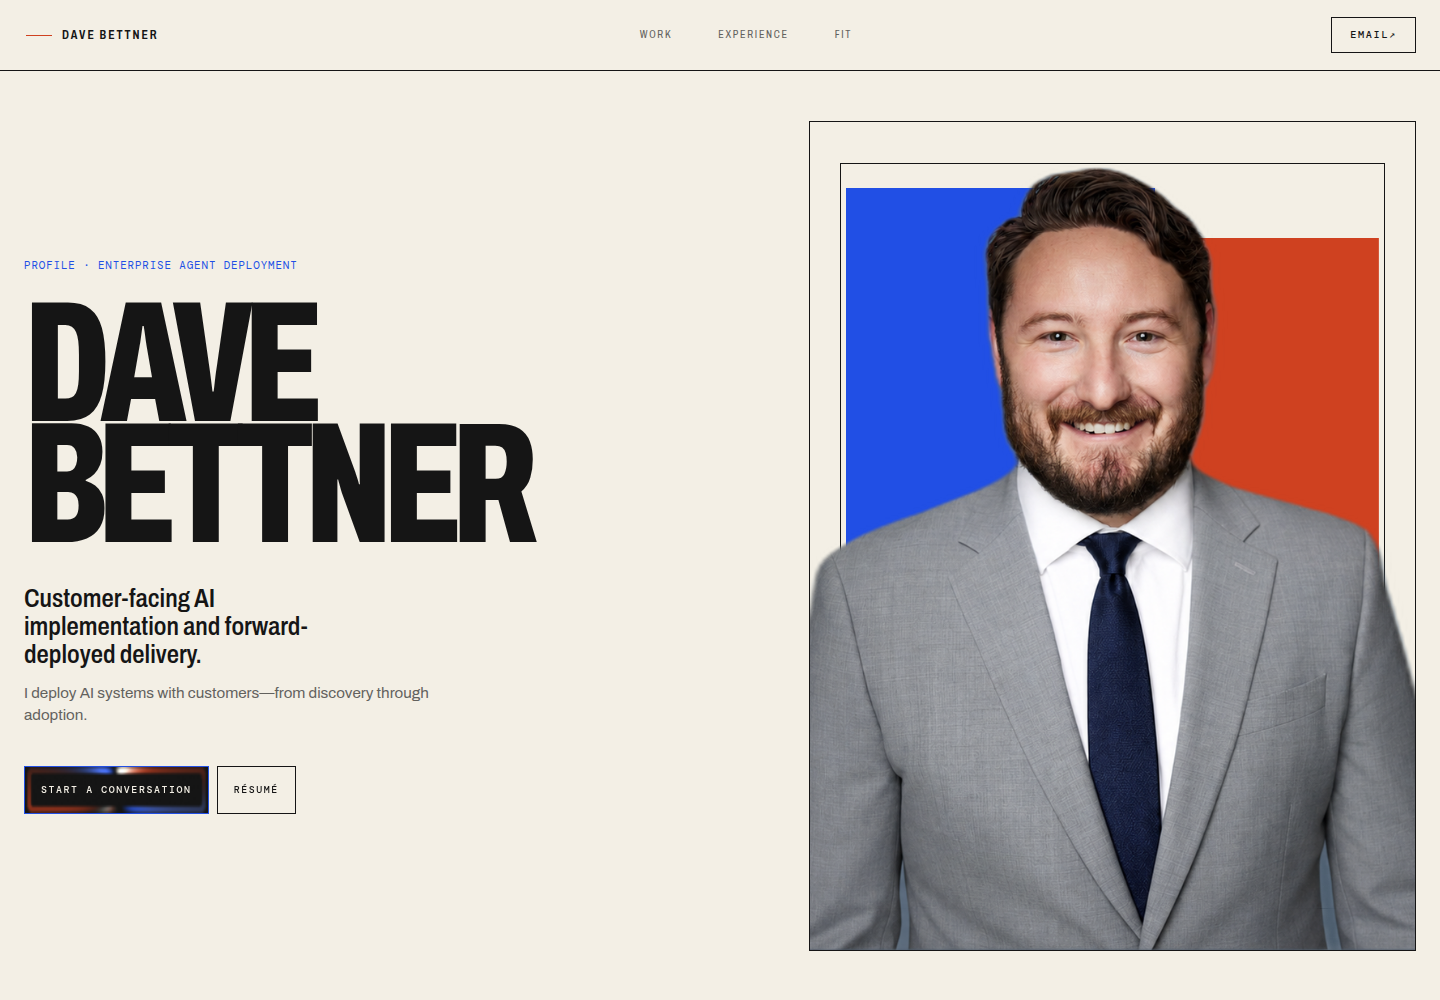 DAVE BETTNER
WORK
EXPERIENCE
FIT
EMAIL↗
PROFILE · ENTERPRISE AGENT DEPLOYMENT
DAVE
BETTNER
Customer-facing AI
implementation and forward-
deployed delivery.
I deploy AI systems with customers—from discovery through
adoption.
START A CONVERSATION
RÉSUMÉ